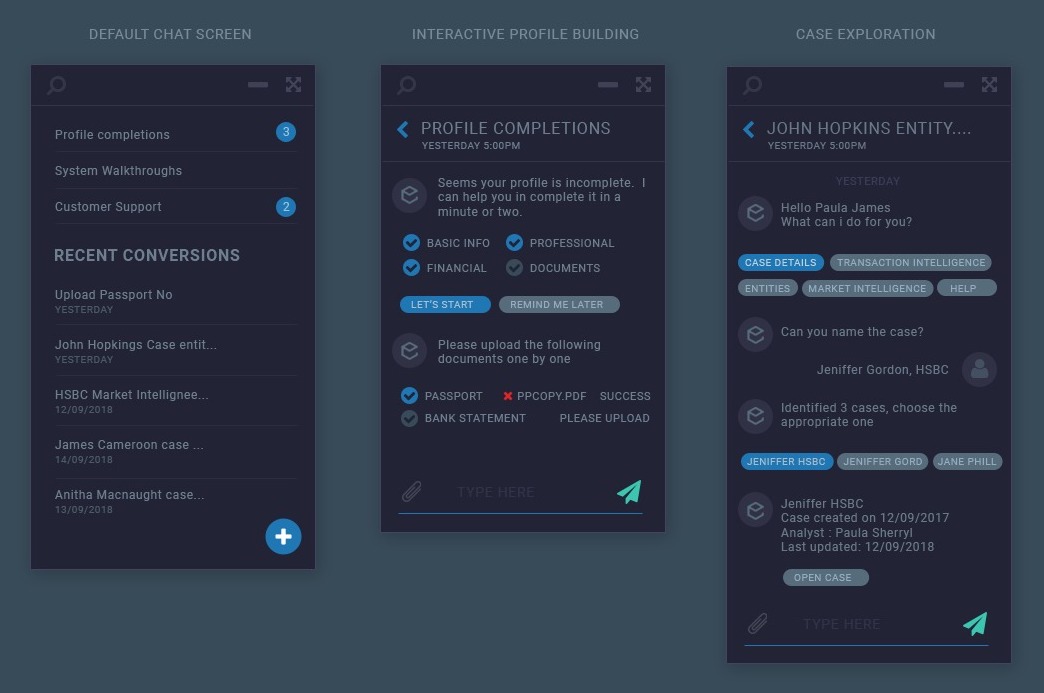 DEFAULT CHAT SCREEN
Profile completions 3
System Walkthroughs
Customer Support 2
RECENT CONVERSIONS
Upload Passport No
YESTERDAY
John Hopkings Case entit...
YESTERDAY
HSBC Market Intellignee...
12/09/2018
James Cameroon case ...
14/09/2018
Anitha Macnaught case...
13/09/2018
INTERACTIVE PROFILE BUILDING
PROFILE COMPLETIONS
YESTERDAY 5:00PM
Seems your profile is incomplete. I
can help you in complete it in a
minute or two.
BASIC INFO PROFESSIONAL
FINANCIAL DOCUMENTS
LET'S START REMIND ME LATER
Please upload the following
documents one by one
PASSPORT PPCOPY.PDF SUCCESS
BANK STATEMENT PLEASE UPLOAD
TYPE HERE
CASE EXPLORATION
JOHN HOPKINS ENTITY....
YESTERDAY 5:00PM
YESTERDAY
Hello Paula James
What can i do for you?
CASE DETAILS TRANSACTION INTELLIGENCE
ENTITIES MARKET INTELLIGENCE HELP
Can you name the case?
Jeniffer Gordon, HSBC
Identified 3 cases, choose the
appropriate one
JENIFFER HSBC JENIFFER GORD JANE PHILL
Jeniffer HSBC
Case created on 12/09/2017
Analyst : Paula Sherryl
Last updated: 12/09/2018
OPEN CASE
TYPE HERE